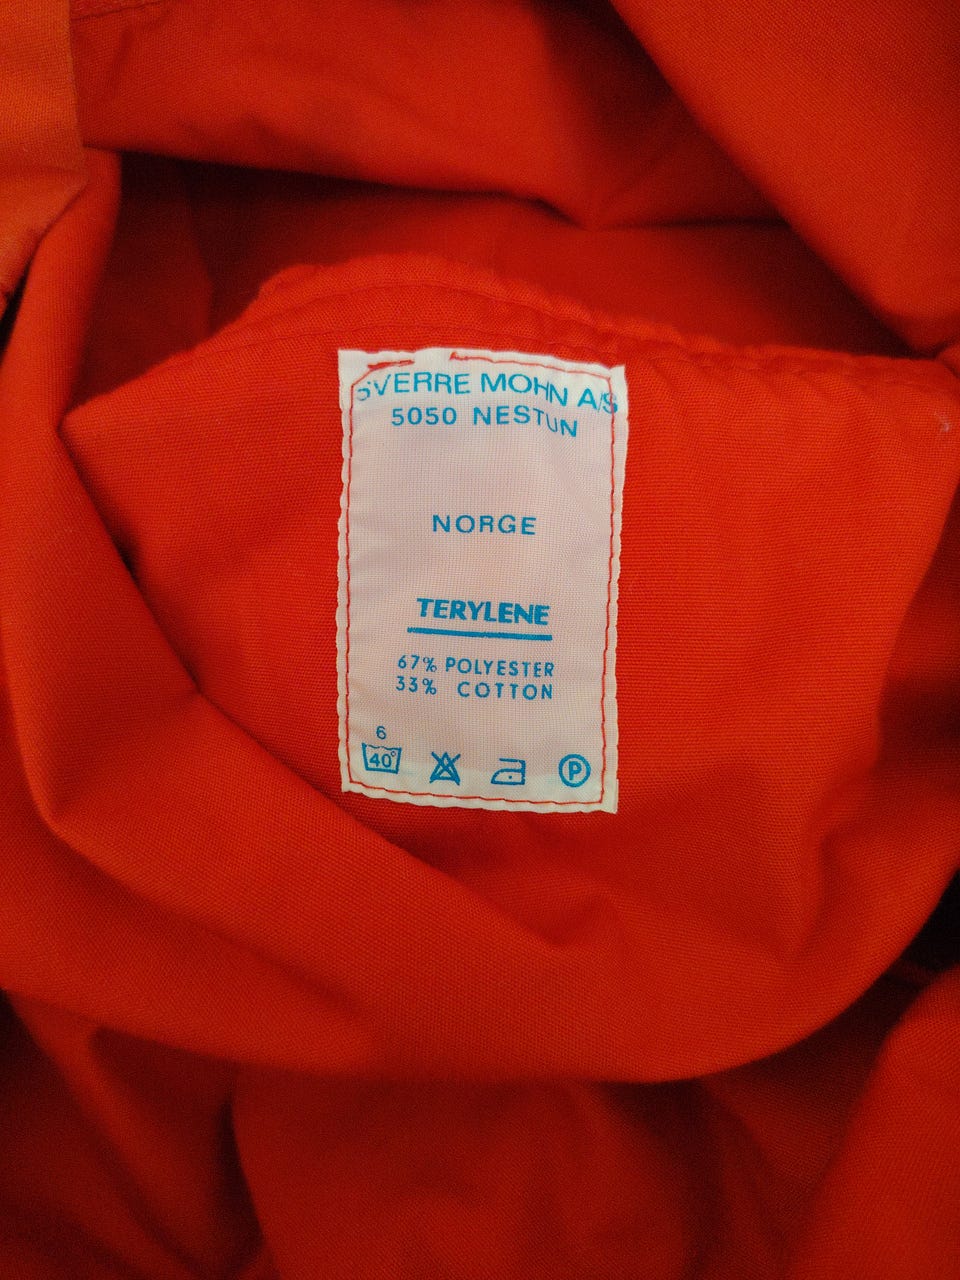 SVERRE MOHN A/S
5050 NESTUN
NORGE
TERYLENE
67% POLYESTER
33% COTTON
6
40°
P